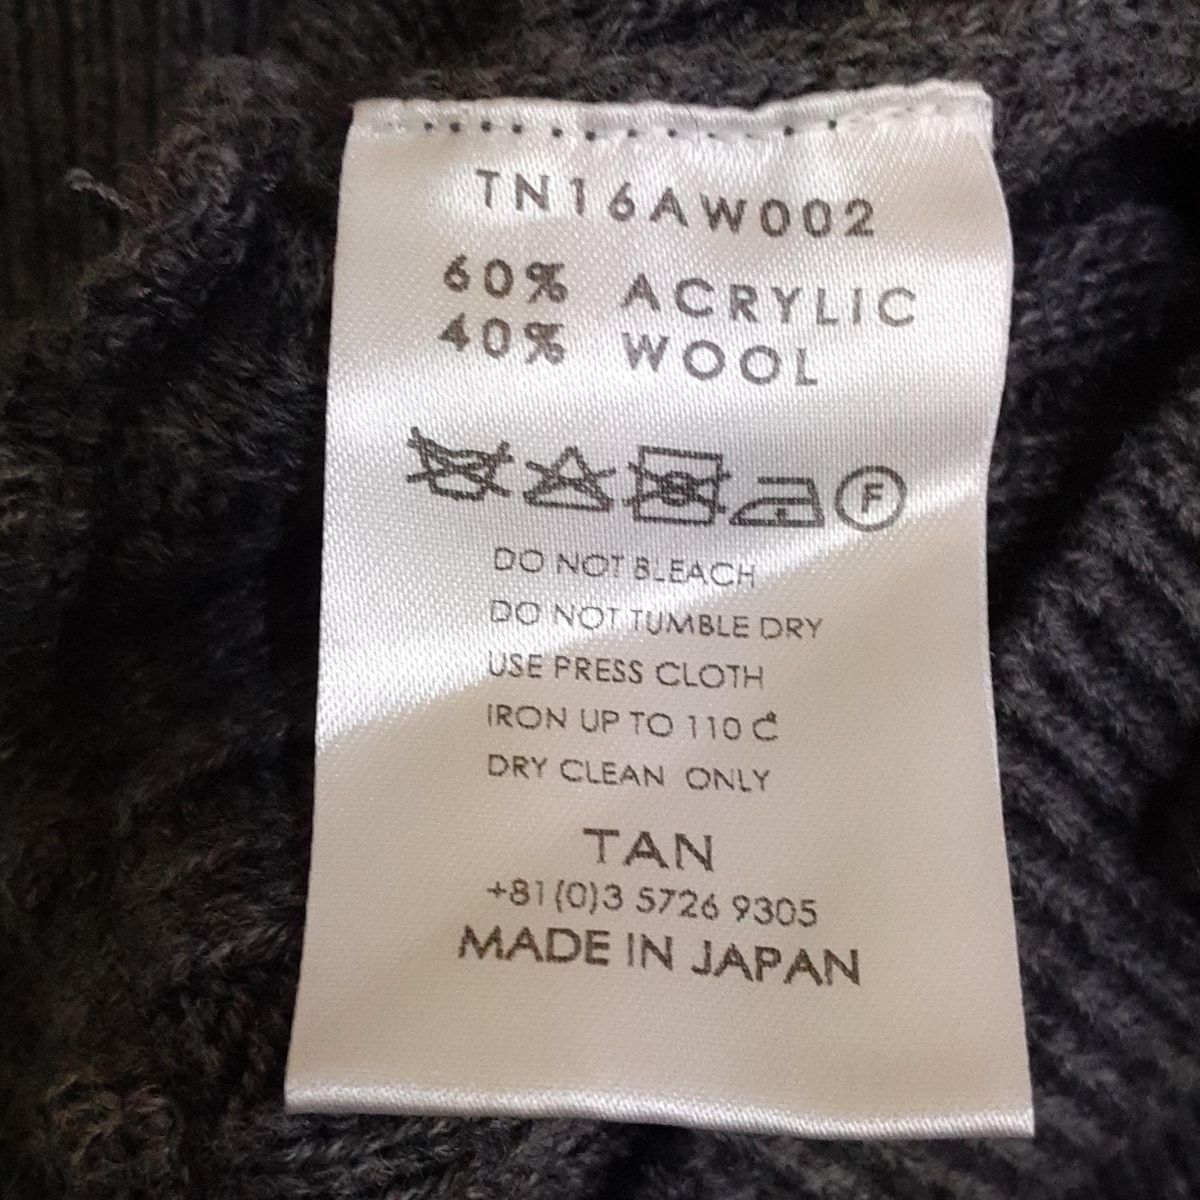 TN16AW002
60% ACRYLIC
40% WOOL
F
DO NOT BLEACH
DO NOT TUMBLE DRY
USE PRESS CLOTH
IRON UP TO 110 C°
DRY CLEAN ONLY
TAN
+81(0)3 5726 9305
MADE IN JAPAN